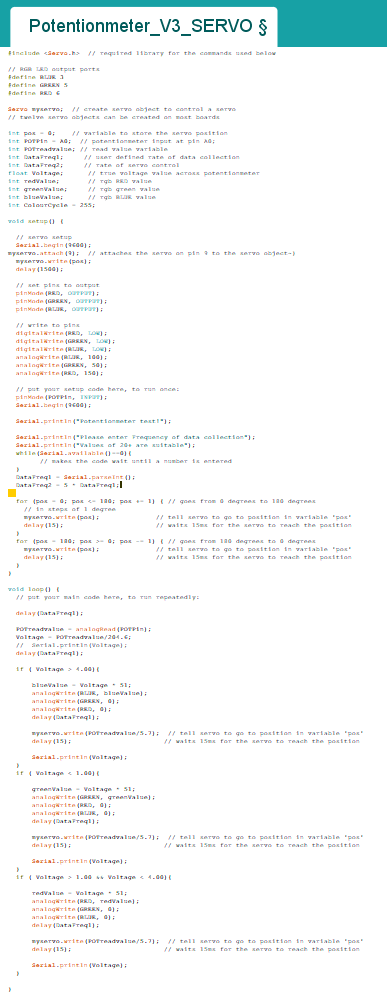 Potentionmeter_V3_SERVO §
#include <Servo.h>  // required library for the commands used below
// RGB LED output ports
#define BLUE 3
#define GREEN 5
#define RED 6
Servo myservo;  // create servo object to control a servo
// twelve servo objects can be created on most boards
int pos = 0;    // variable to store the servo position
int POTPin = A0;  // potentiometer input at pin A0;
int POTreadvalue; // read value variable
int DataFreq1;     // user defined rate of data collection
int DataFreq2;     // rate of servo control
float Voltage;     // true voltage value across potentiometer
int redValue;      // rgb RED value
int greenValue;    // rgb green value
int blueValue;     // rgb BLUE value
int ColourCycle = 255;
void setup() {
// servo setup
Serial.begin(9600);
myservo.attach(9);  // attaches the servo on pin 9 to the servo object~)
myservo.write(pos);
delay(1500);
// set pins to output
pinMode(RED, OUTPUT);
pinMode(GREEN, OUTPUT);
pinMode(BLUE, OUTPUT);
// write to pins
digitalWrite(RED, LOW);
digitalWrite(GREEN, LOW);
digitalWrite(BLUE, LOW);
analogWrite(BLUE, 100);
analogWrite(GREEN, 50);
analogWrite(RED, 150);
// put your setup code here, to run once:
pinMode(POTPin, INPUT);
Serial.begin(9600);
Serial.println("Potentiometer test!");
Serial.println("Please enter Frequency of data collection");
Serial.println("Values of 20+ are suitable");
while(Serial.available()==0){
// makes the code wait until a number is entered
}
DataFreq1 = Serial.parseInt();
DataFreq2 = 5 * DataFreq1;
for (pos = 0; pos <= 180; pos += 1) { // goes from 0 degrees to 180 degrees
// in steps of 1 degree
myservo.write(pos);              // tell servo to go to position in variable 'pos'
delay(15);                       // waits 15ms for the servo to reach the position
}
for (pos = 180; pos >= 0; pos -= 1) { // goes from 180 degrees to 0 degrees
myservo.write(pos);              // tell servo to go to position in variable 'pos'
delay(15);                       // waits 15ms for the servo to reach the position
}
}
void loop() {
// put your main code here, to run repeatedly:
delay(DataFreq1);
POTreadvalue = analogRead(POTPin);
Voltage = POTreadvalue/204.6;
//  Serial.println(Voltage);
delay(DataFreq1);
if ( Voltage > 4.00){
blueValue = Voltage * 51;
analogWrite(BLUE, blueValue);
analogWrite(GREEN, 0);
analogWrite(RED, 0);
delay(DataFreq1);
myservo.write(POTreadvalue/5.7);  // tell servo to go to position in variable 'pos'
delay(15);                       // waits 15ms for the servo to reach the position
Serial.println(Voltage);
}
if ( Voltage < 1.00){
greenValue = Voltage * 51;
analogWrite(GREEN, greenValue);
analogWrite(RED, 0);
analogWrite(BLUE, 0);
delay(DataFreq1);
myservo.write(POTreadvalue/5.7);  // tell servo to go to position in variable 'pos'
delay(15);                       // waits 15ms for the servo to reach the position
Serial.println(Voltage);
}
if ( Voltage > 1.00 && Voltage < 4.00){
redValue = Voltage * 51;
analogWrite(RED, redValue);
analogWrite(GREEN, 0);
analogWrite(BLUE, 0);
delay(DataFreq1);
myservo.write(POTreadvalue/5.7);  // tell servo to go to position in variable 'pos'
delay(15);                       // waits 15ms for the servo to reach the position
Serial.println(Voltage);
}
}